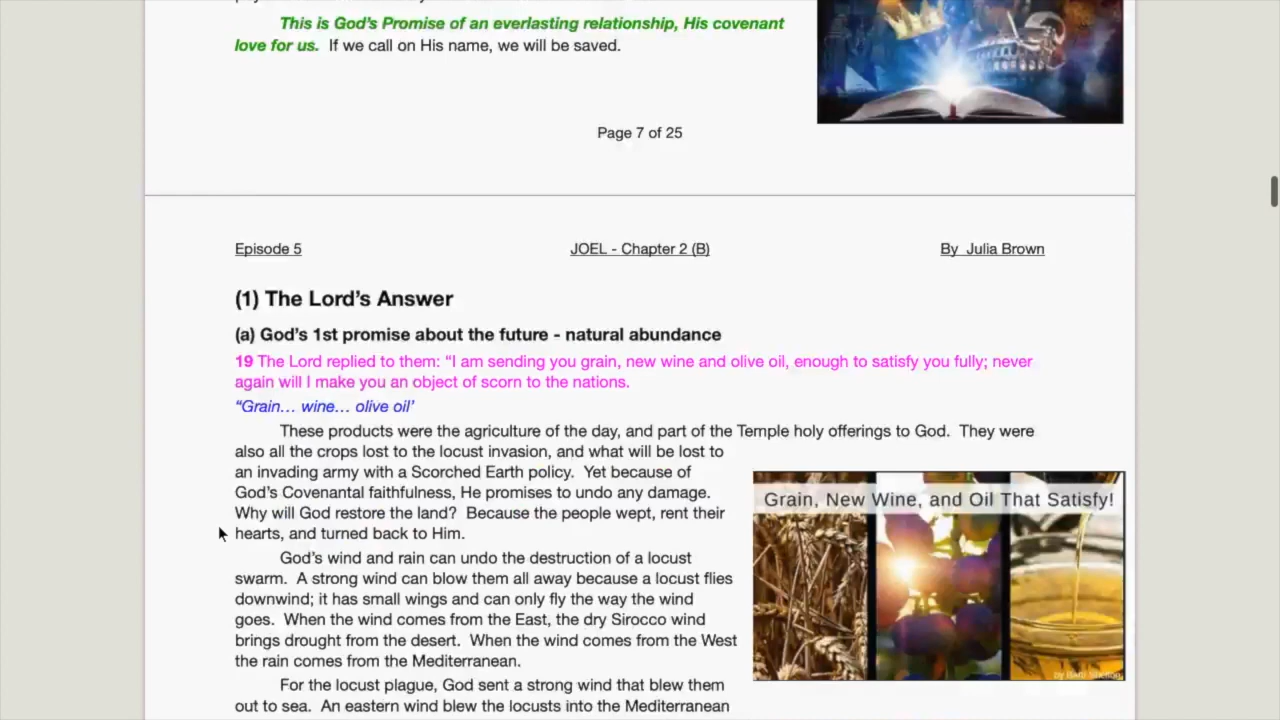 This is God's Promise of an everlasting relationship, His covenant
love for us.  If we call on His name, we will be saved.
Page 7 of 25
Episode 5
JOEL - Chapter 2 (B)
By  Julia Brown
(1) The Lord's Answer
(a) God's 1st promise about the future - natural abundance
19 The Lord replied to them: “I am sending you grain, new wine and olive oil, enough to satisfy you fully; never
again will I make you an object of scorn to the nations.
“Grain… wine… olive oil’
These products were the agriculture of the day, and part of the Temple holy offerings to God.  They were
also all the crops lost to the locust invasion, and what will be lost to
an invading army with a Scorched Earth policy.  Yet because of
God's Covenantal faithfulness, He promises to undo any damage.
Why will God restore the land?  Because the people wept, rent their
hearts, and turned back to Him.
Grain, New Wine, and Oil That Satisfy!
God's wind and rain can undo the destruction of a locust
swarm.  A strong wind can blow them all away because a locust flies
downwind; it has small wings and can only fly the way the wind
goes.  When the wind comes from the East, the dry Sirocco wind
brings drought from the desert.  When the wind comes from the West
the rain comes from the Mediterranean.
For the locust plague, God sent a strong wind that blew them
out to sea.  An eastern wind blew the locusts into the Mediterranean